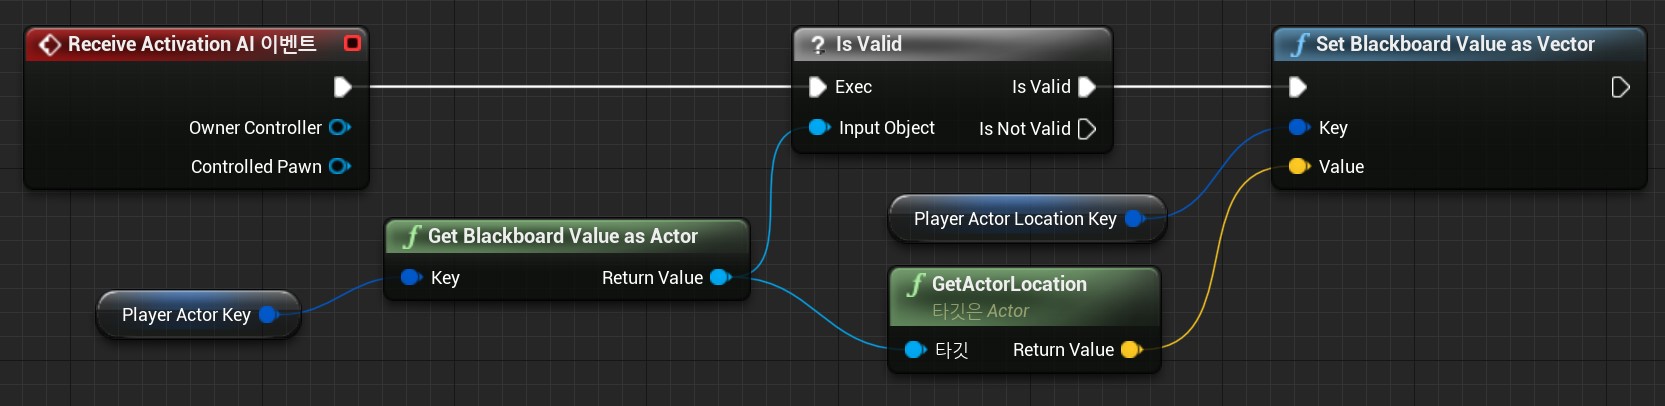 Receive Activation AI 이벤트
Owner Controller
Controlled Pawn
Player Actor Key
Get Blackboard Value as Actor
Key
Return Value
? Is Valid
Exec
Is Valid
Input Object
Is Not Valid
Player Actor Location Key
f GetActorLocation
타깃은 Actor
타깃
Return Value
f Set Blackboard Value as Vector
Key
Value